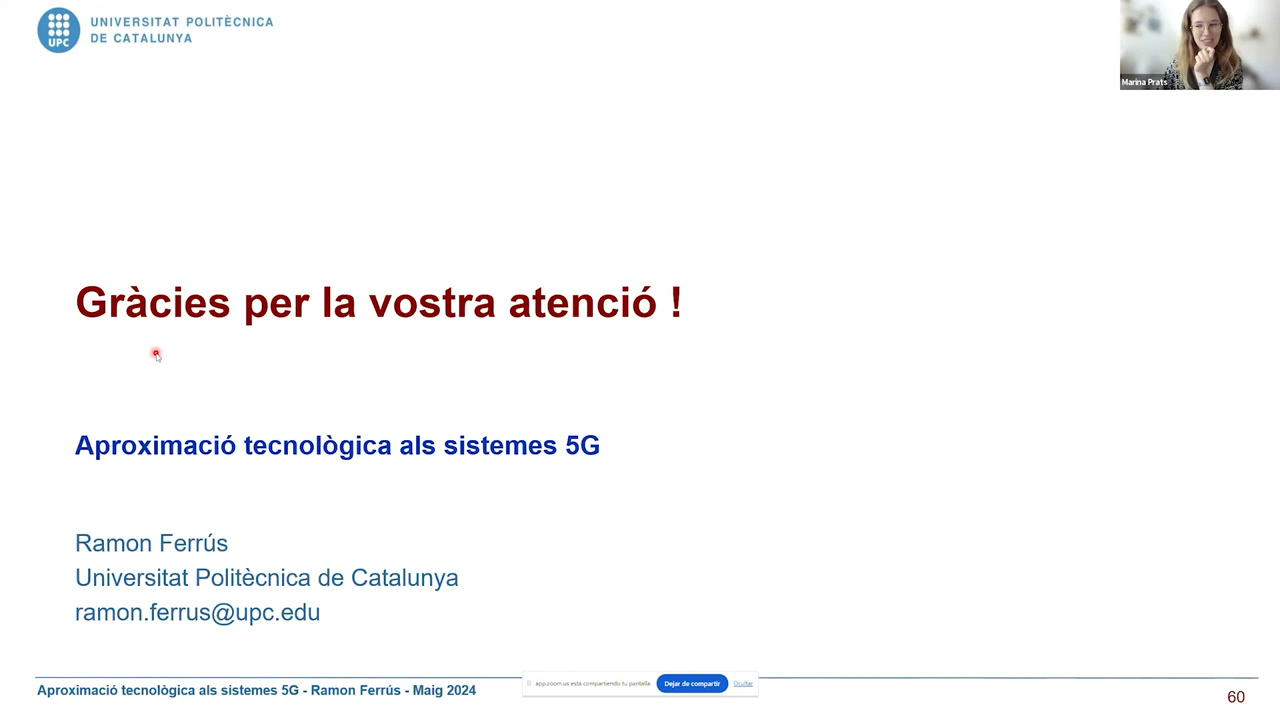 UNIVERSITAT POLITÈCNICA
DE CATALUNYA
UPC
Marina Prats
Gràcies per la vostra atenció !
Aproximació tecnològica als sistemes 5G
Ramon Ferrús
Universitat Politècnica de Catalunya
ramon.ferrus@upc.edu
Aproximació tecnològica als sistemes 5G - Ramon Ferrús - Maig 2024
app.zoom.us está compartiendo tu pantalla.
Dejar de compartir
Ocultar
60